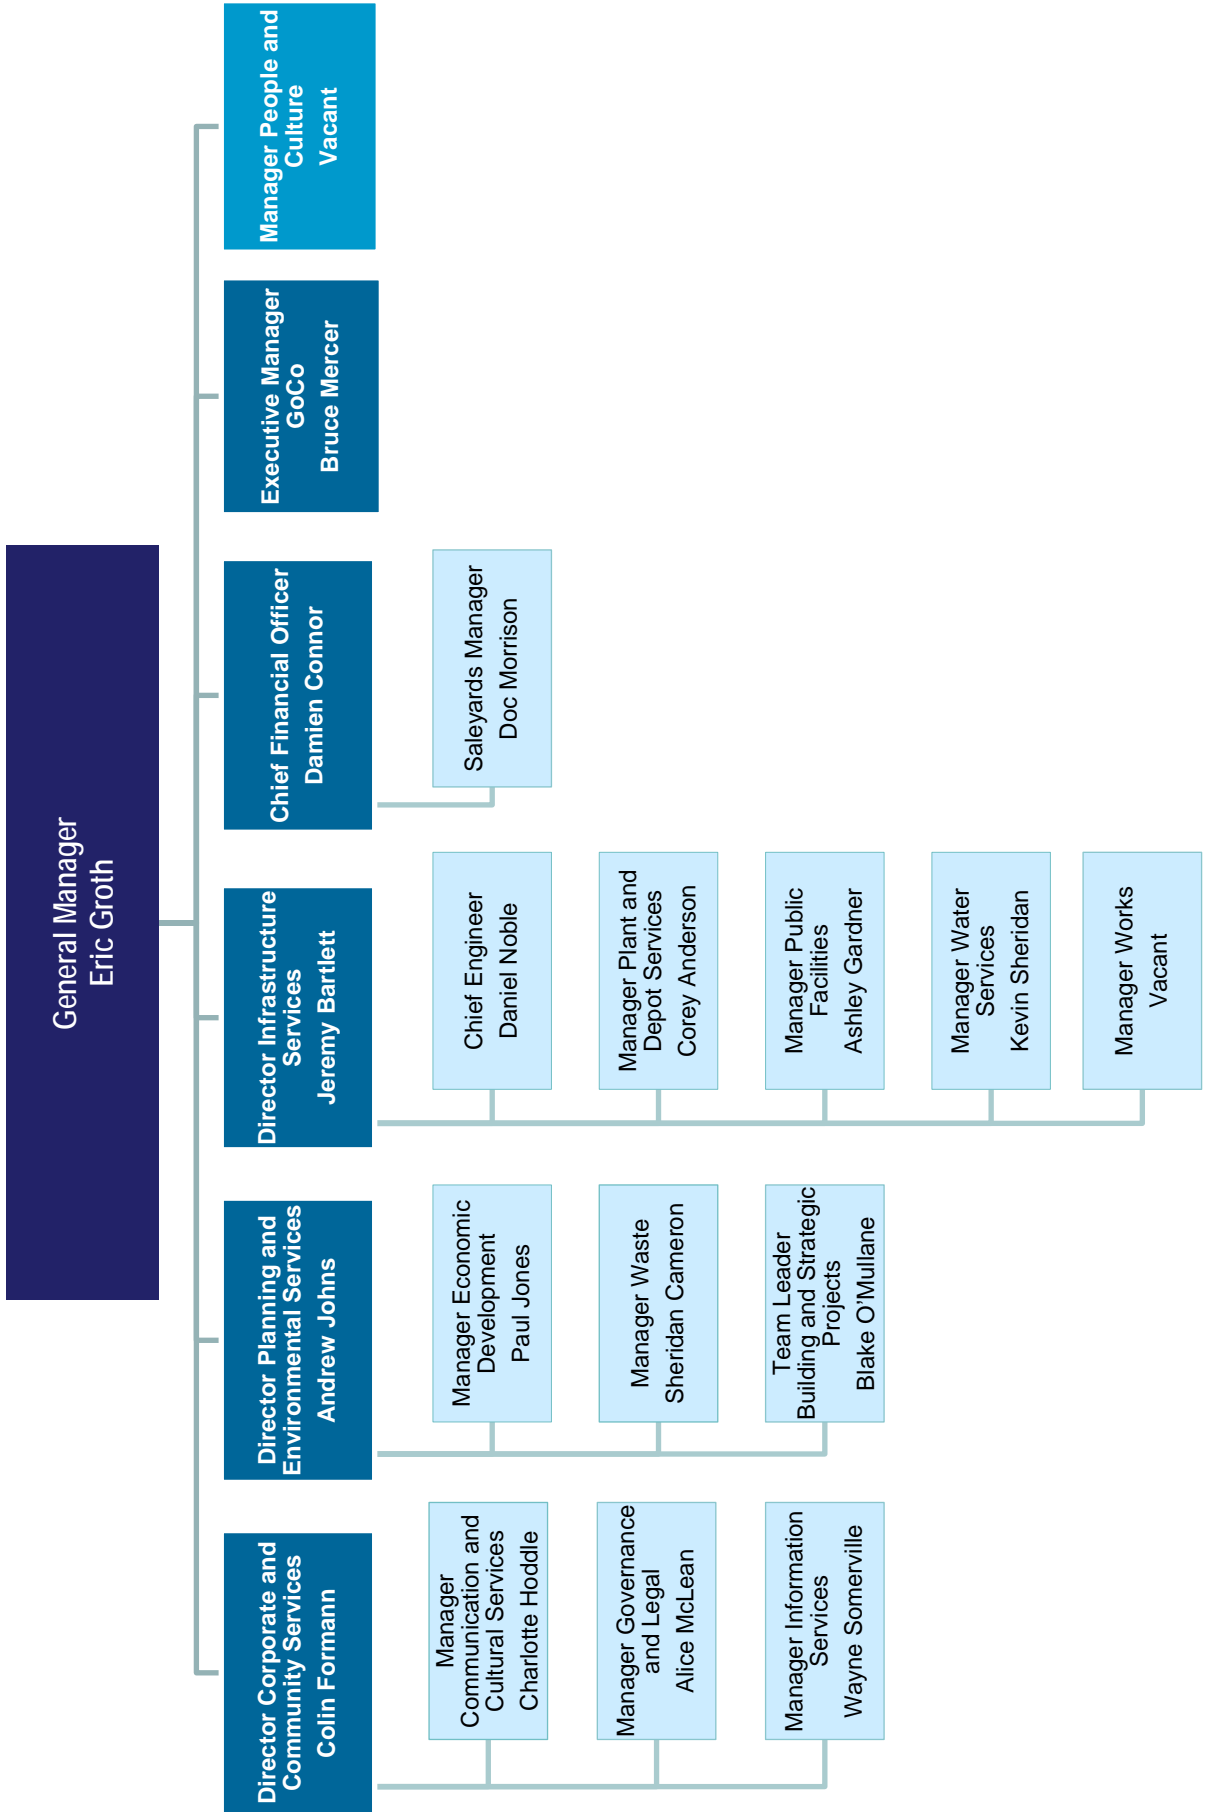 General Manager
Eric Groth
Director Corporate and
Community Services
Colin Formann
Director Planning and
Environmental Services
Andrew Johns
Director Infrastructure
Services
Jeremy Bartlett
Chief Financial Officer
Damien Connor
Executive Manager
GoCo
Bruce Mercer
Manager People and
Culture
Vacant
Manager
Communication and
Cultural Services
Charlotte Hoddle
Manager Governance
and Legal
Alice McLean
Manager Information
Services
Wayne Somerville
Manager Economic
Development
Paul Jones
Manager Waste
Sheridan Cameron
Team Leader
Building and Strategic
Projects
Blake O’Mullane
Chief Engineer
Daniel Noble
Manager Plant and
Depot Services
Corey Anderson
Manager Public
Facilities
Ashley Gardner
Manager Water
Services
Kevin Sheridan
Manager Works
Vacant
Saleyards Manager
Doc Morrison